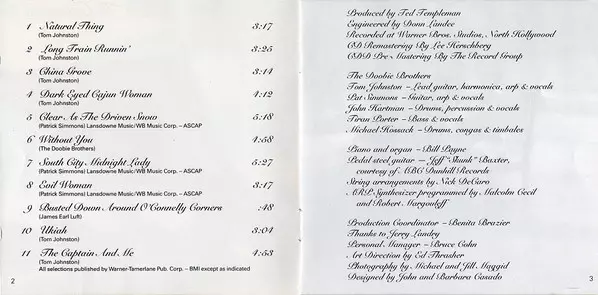 1 Natural Thing 3:17
(Tom Johnston)
2 Long Train Runnin' 3:25
(Tom Johnston)
3 China Grove 3:14
(Tom Johnston)
4 Dark Eyed Cajun Woman 4:12
(Tom Johnston)
5 Clear As The Driven Snow 5:18
(Patrick Simmons) Lansdowne Music/WB Music Corp. – ASCAP
6 Without You 4:58
(The Doobie Brothers)
7 South City Midnight Lady 5:27
(Patrick Simmons) Lansdowne Music/WB Music Corp. – ASCAP
8 Evil Woman 3:17
(Patrick Simmons) Lansdowne Music/WB Music Corp. – ASCAP
9 Busted Down Around O'Connelly Corners :48
(James Earl Luft)
10 Ukiah 3:04
(Tom Johnston)
11 The Captain And Me 4:53
(Tom Johnston)
All selections published by Warner-Tamerlane Pub. Corp. – BMI except as indicated
2
Produced by Ted Templeman
Engineered by Donn Landee
Recorded at Warner Bros. Studios, North Hollywood
CD Remastering By Lee Herschberg
CD Pre-Mastering By The Record Group
The Doobie Brothers
Tom Johnston – Lead guitar, harmonica, arp & vocals
Pat Simmons – Guitar, arp & vocals
John Hartman – Drums, percussion & vocals
Tiran Porter – Bass & vocals
Michael Hossack – Drums, congas & timbales
Piano and organ – Bill Payne
Pedal steel guitar – Jeff "Skunk" Baxter,
courtesy of ABC Dunhill Records
String arrangements by Nick DeCaro
ARP Synthesizer programmed by Malcolm Cecil
and Robert Margouleff
Production Coordinator – Benita Brazier
Thanks to Jerry Landry
Personal Manager – Bruce Cohn
Art Direction by Ed Thrasher
Photography by Michael and Jill Maggid
Designed by John and Barbara Casado
3